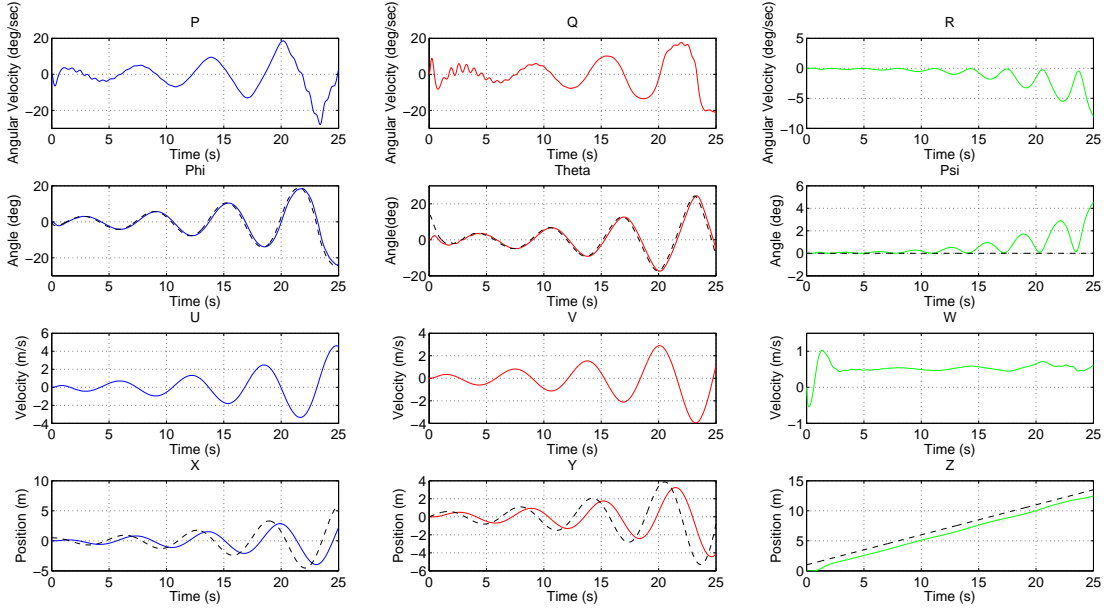 P
Q
R
Angular Velocity (deg/sec)
20
0
−20
0 5 10 15 20 25
Time (s)
Angular Velocity (deg/sec)
20
0
−20
0 5 10 15 20 25
Time (s)
Angular Velocity (deg/sec)
5
0
−5
−10
0 5 10 15 20 25
Time (s)
Phi
Theta
Psi
Angle (deg)
20
0
−20
0 5 10 15 20 25
Time (s)
Angle(deg)
20
0
−20
0 5 10 15 20 25
Time (s)
Angle (deg)
6
4
2
0
−2
0 5 10 15 20 25
Time (s)
U
V
W
Velocity (m/s)
6
4
2
0
−2
−4
0 5 10 15 20 25
Time (s)
Velocity (m/s)
4
2
0
−2
−4
0 5 10 15 20 25
Time (s)
Velocity (m/s)
1
0
−1
0 5 10 15 20 25
Time (s)
X
Y
Z
Position (m)
10
5
0
−5
0 5 10 15 20 25
Time (s)
Position (m)
4
2
0
−2
−4
−6
0 5 10 15 20 25
Time (s)
Position (m)
15
10
5
0
0 5 10 15 20 25
Time (s)